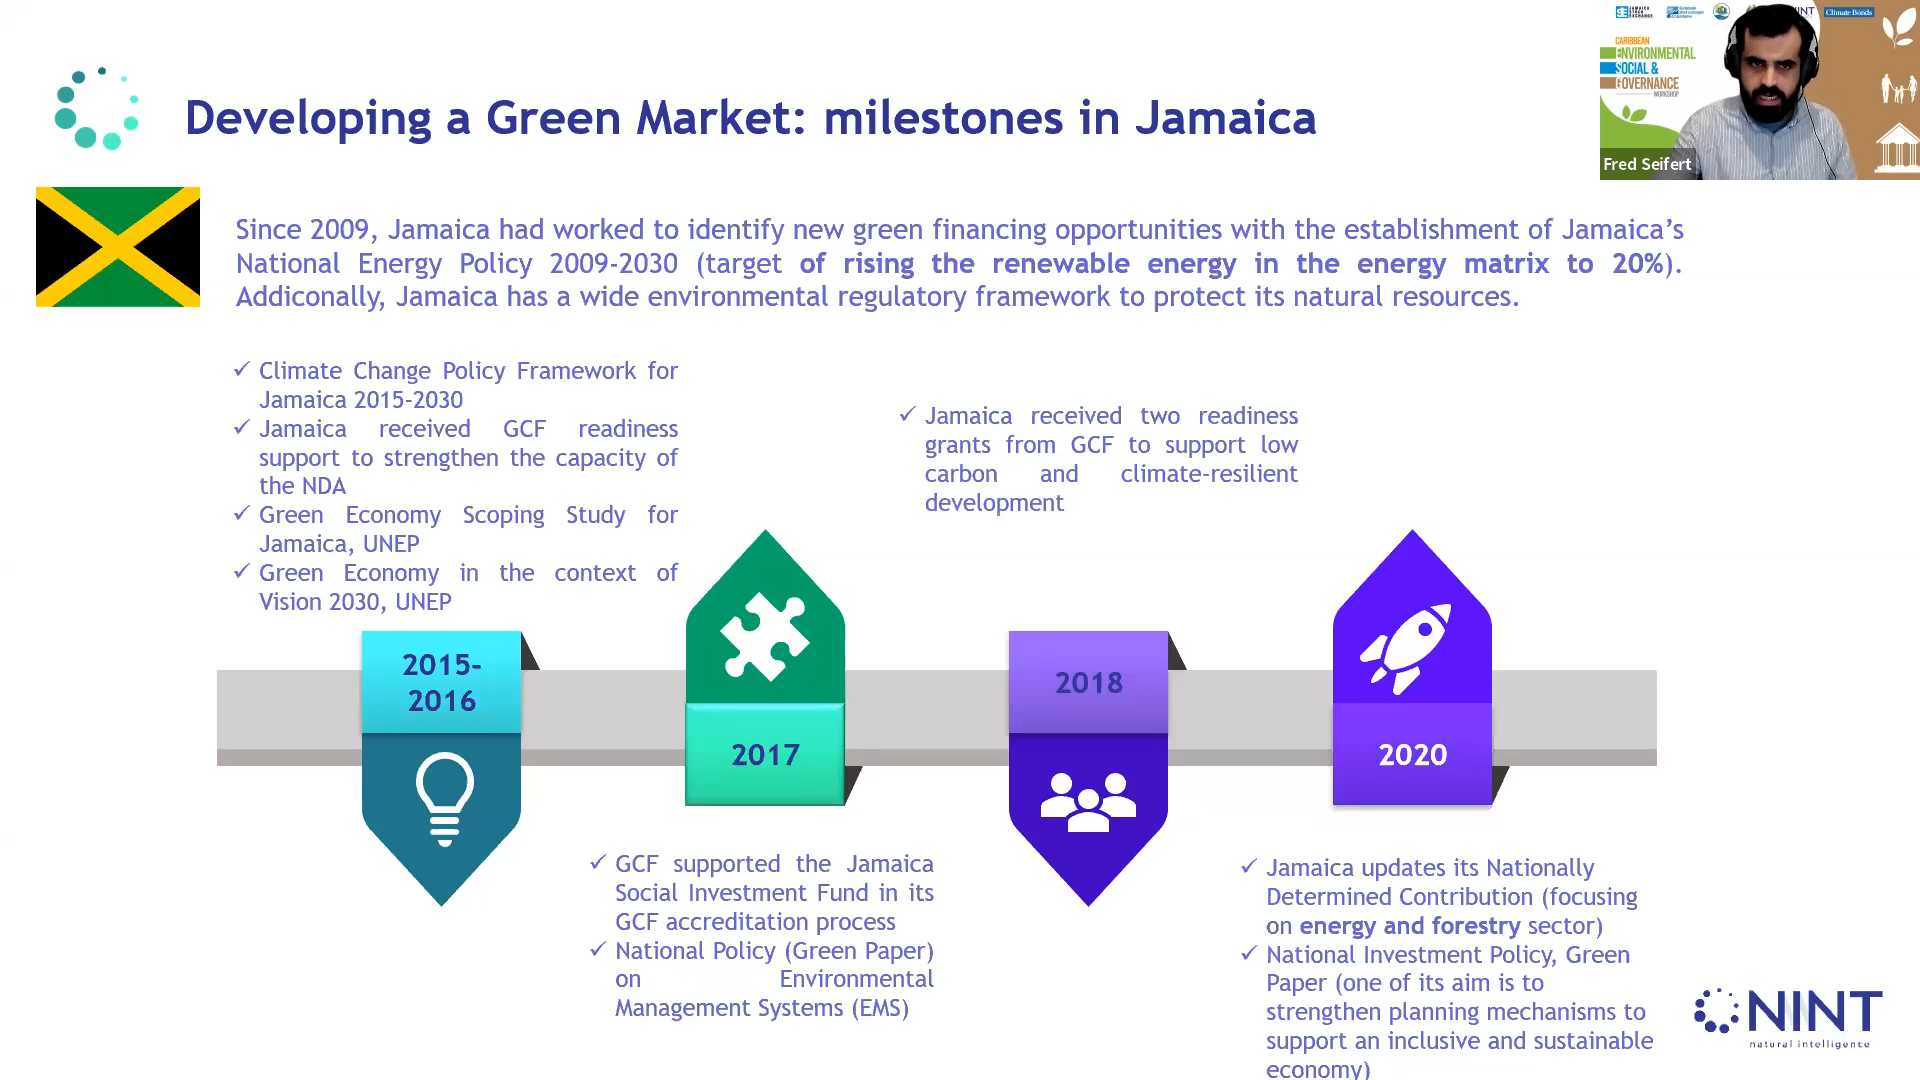 Developing a Green Market: milestones in Jamaica
JAMAICA
STOCK
EXCHANGE
NINT
Climate Bonds
CARIBBEAN
ENVIRONMENTAL
SOCIAL &
GOVERNANCE
WORKSHOP
Fred Seifert
Since 2009, Jamaica had worked to identify new green financing opportunities with the establishment of Jamaica’s
National Energy Policy 2009-2030 (target of rising the renewable energy in the energy matrix to 20%).
Addiconally, Jamaica has a wide environmental regulatory framework to protect its natural resources.
✓ Climate Change Policy Framework for
Jamaica 2015-2030
✓ Jamaica received GCF readiness
support to strengthen the capacity of
the NDA
✓ Green Economy Scoping Study for
Jamaica, UNEP
✓ Green Economy in the context of
Vision 2030, UNEP
✓ Jamaica received two readiness
grants from GCF to support low
carbon and climate-resilient
development
2015-
2016
2017
2018
2020
✓ GCF supported the Jamaica
Social Investment Fund in its
GCF accreditation process
✓ National Policy (Green Paper)
on Environmental
Management Systems (EMS)
✓ Jamaica updates its Nationally
Determined Contribution (focusing
on energy and forestry sector)
✓ National Investment Policy, Green
Paper (one of its aim is to
strengthen planning mechanisms to
support an inclusive and sustainable
economy)
NINT
natural intelligence